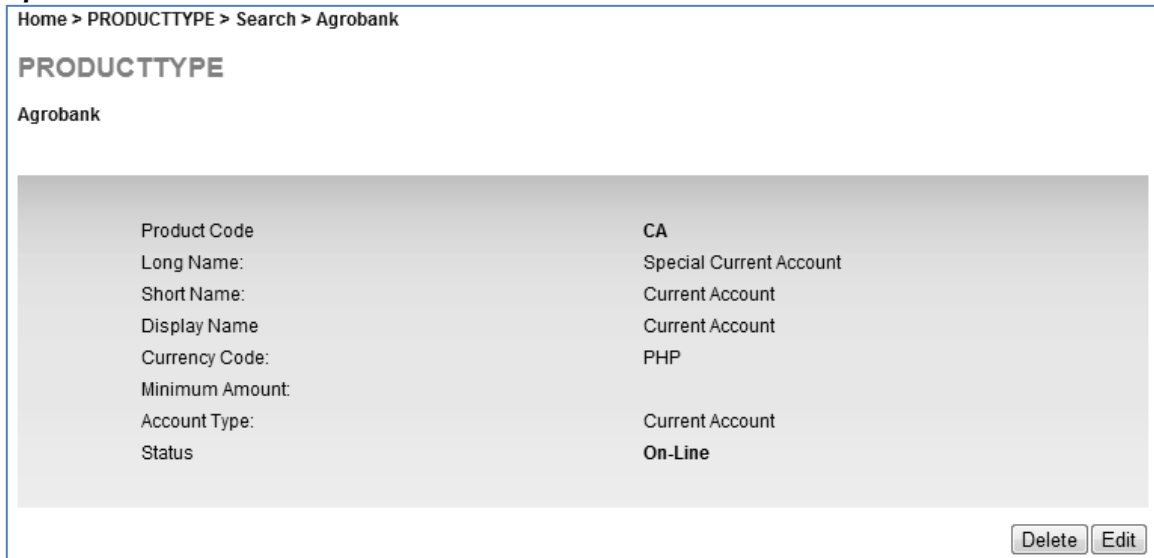 Home > PRODUCTTYPE > Search > Agrobank
PRODUCTTYPE
Agrobank
Product Code CA
Long Name: Special Current Account
Short Name: Current Account
Display Name Current Account
Currency Code: PHP
Minimum Amount:
Account Type: Current Account
Status On-Line
Delete Edit